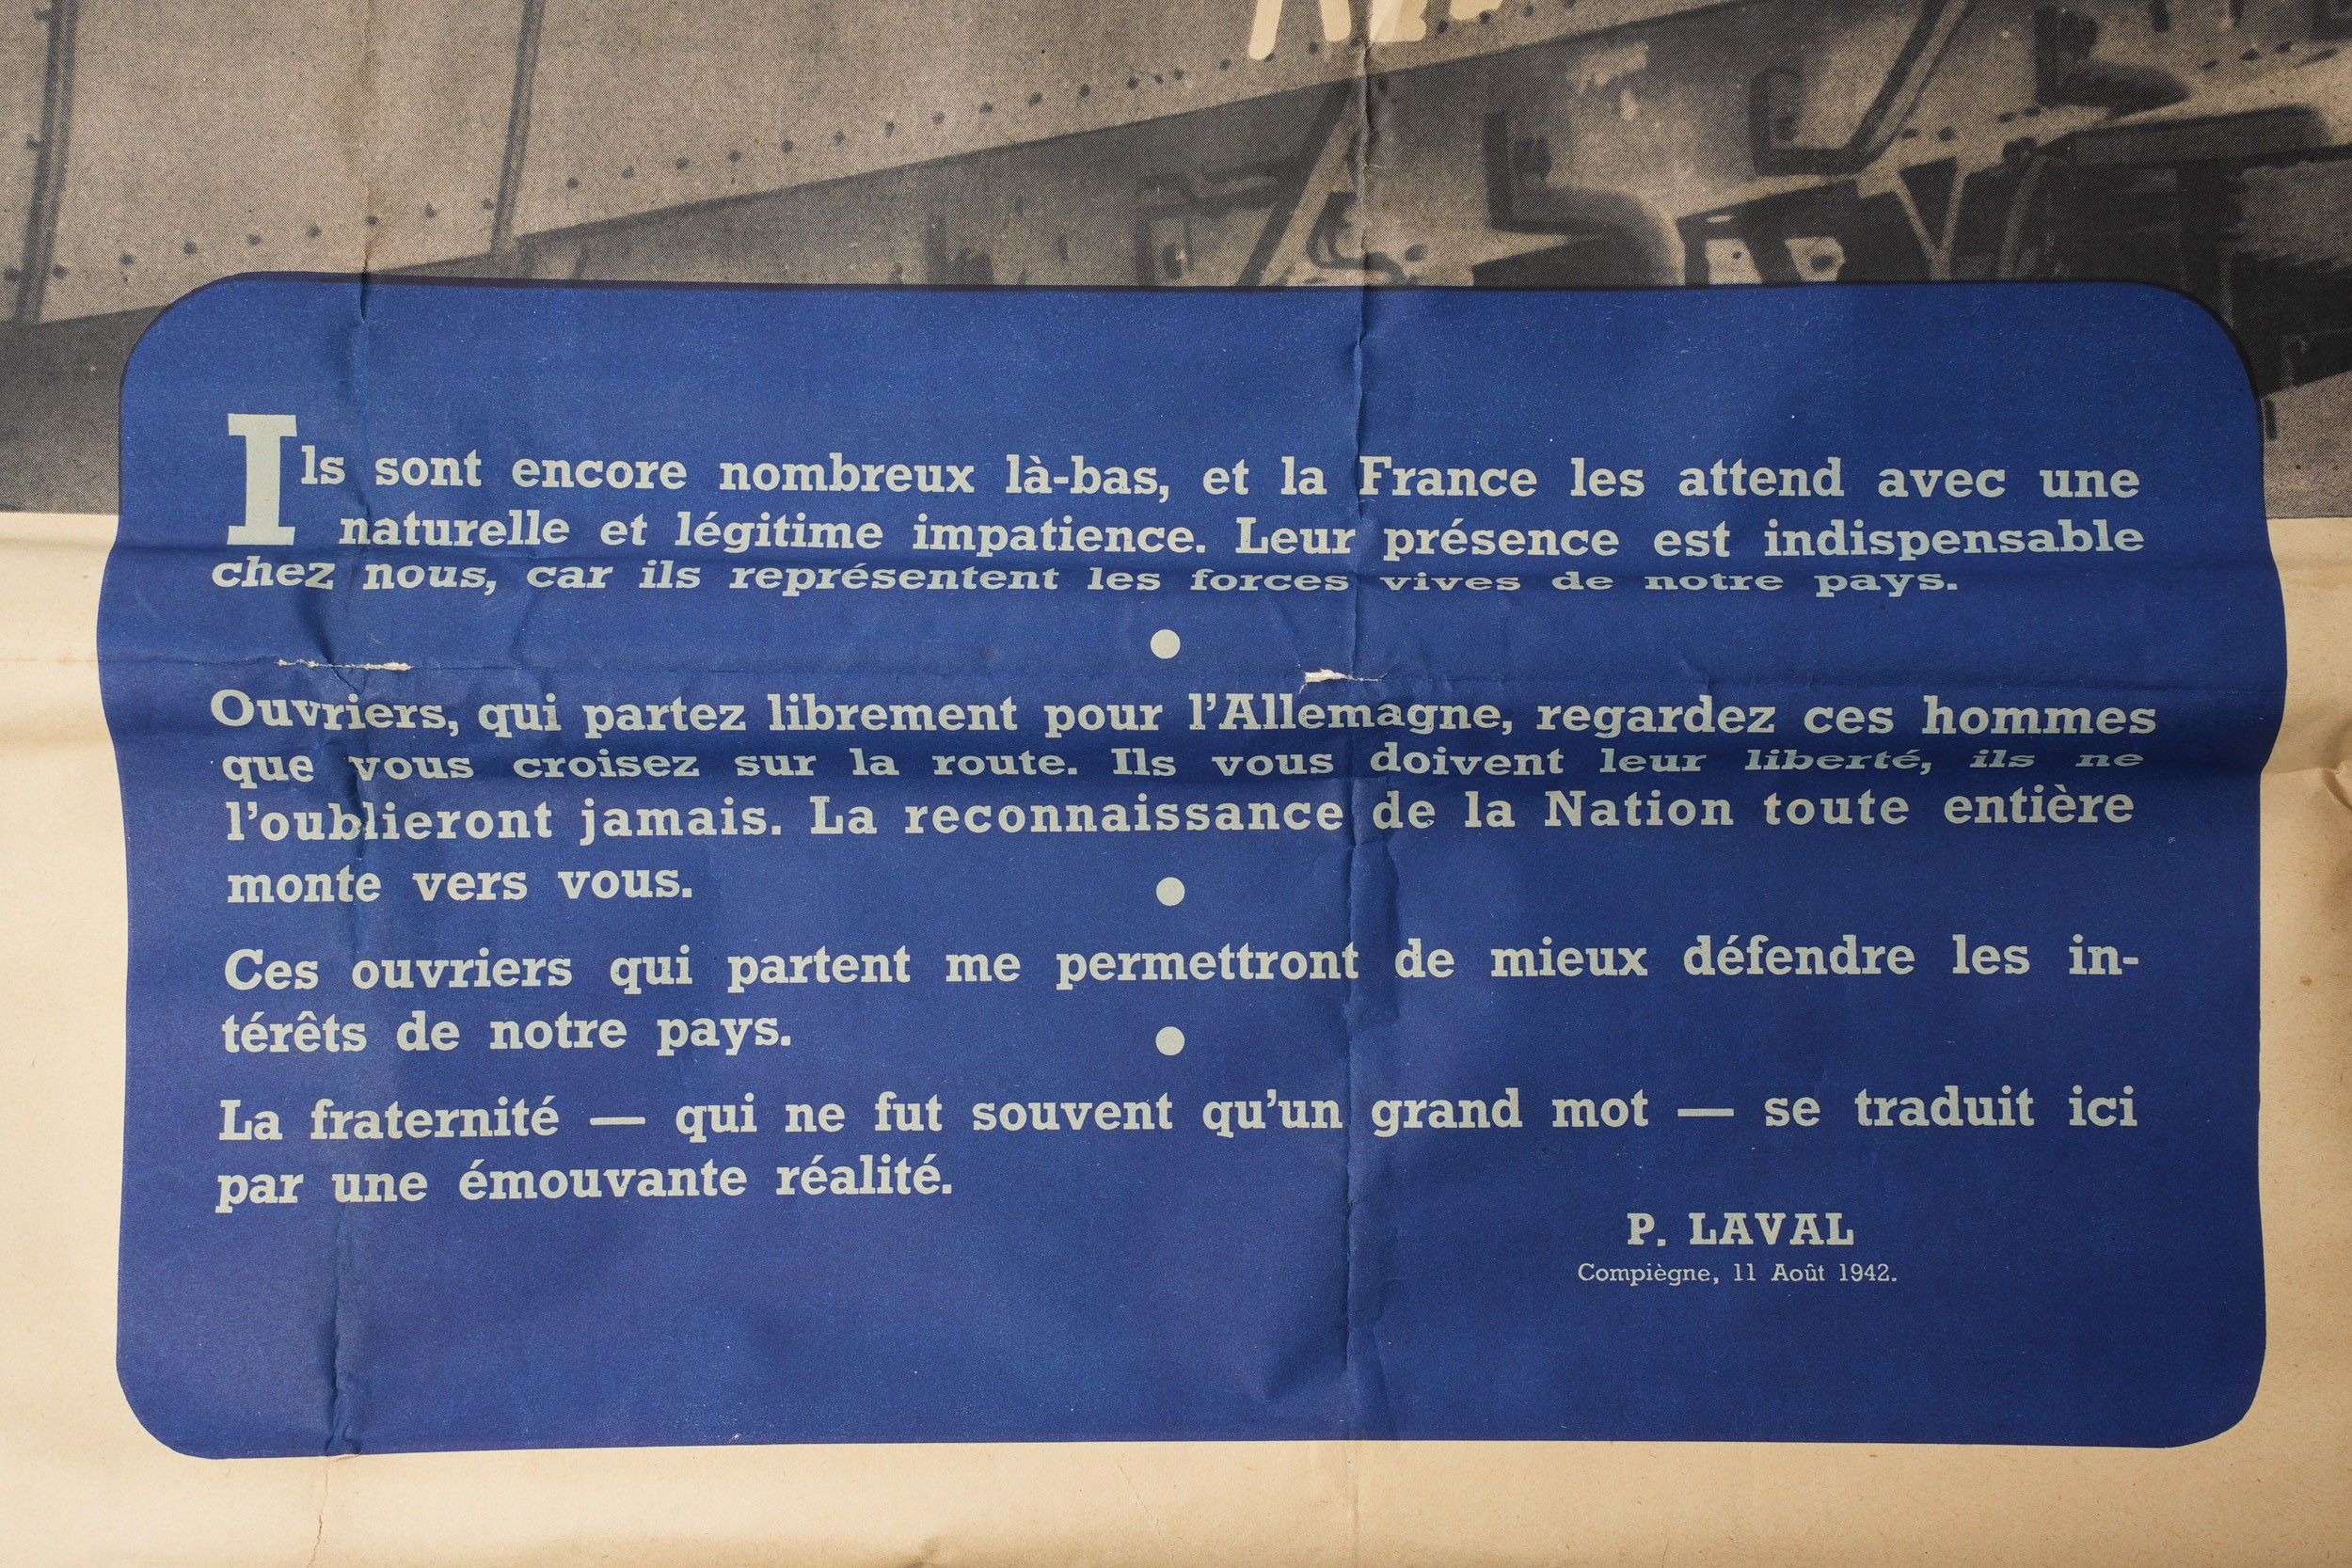 Ils sont encore nombreux là-bas, et la France les attend avec une
naturelle et légitime impatience. Leur présence est indispensable
chez nous, car ils représentent les forces vives de notre pays.
●
Ouvriers, qui partez librement pour l'Allemagne, regardez ces hommes
que vous croisez sur la route. Ils vous doivent leur liberté, ils ne
l'oublieront jamais. La reconnaissance de la Nation toute entière
monte vers vous.
●
Ces ouvriers qui partent me permettront de mieux défendre les in-
térêts de notre pays.
●
La fraternité — qui ne fut souvent qu'un grand mot — se traduit ici
par une émouvante réalité.
P. LAVAL
Compiègne, 11 Août 1942.